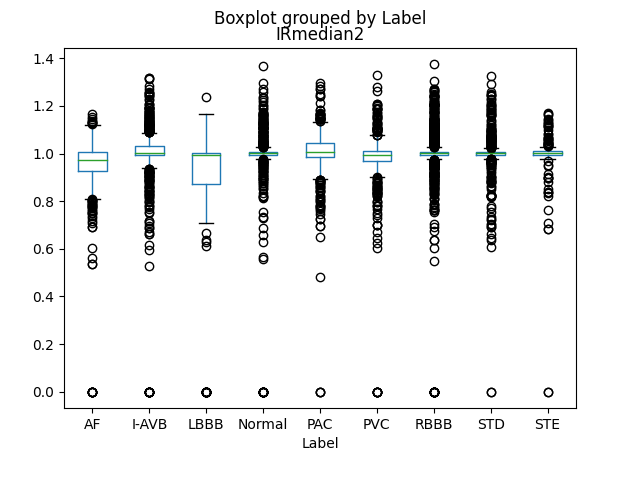 Boxplot grouped by Label
IRmedian2
1.4
1.2
1.0
0.8
0.6
0.4
0.2
0.0
AF I-AVB LBBB Normal PAC PVC RBBB STD STE
Label